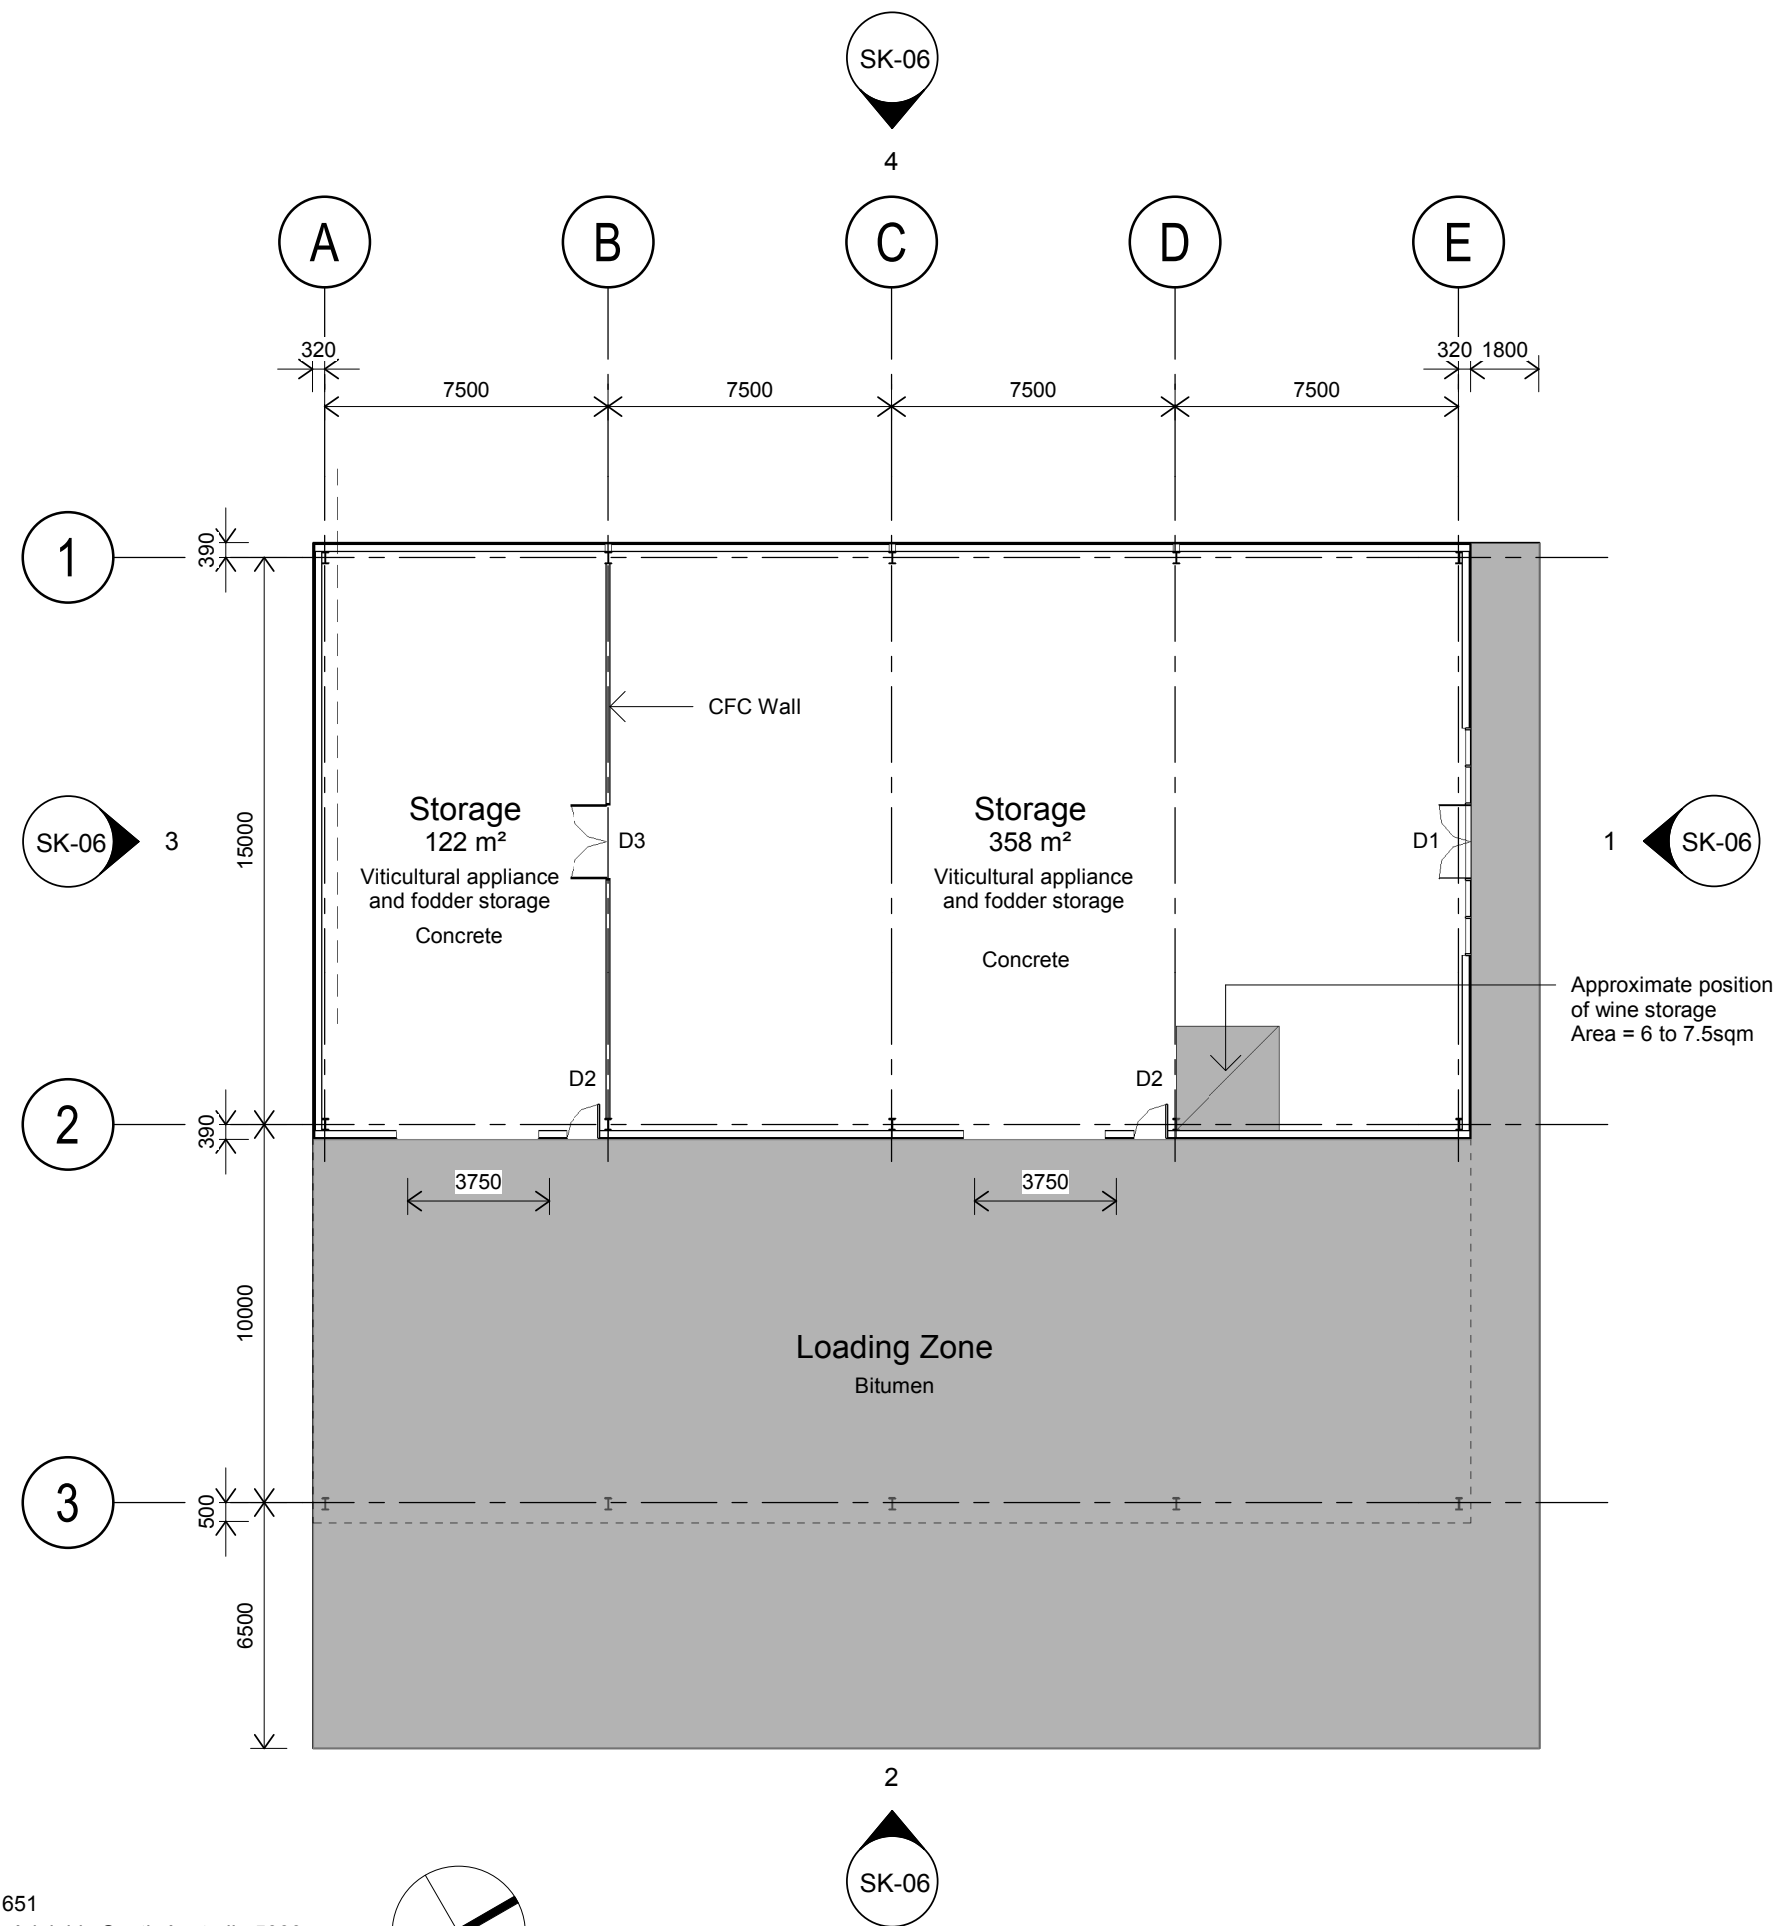 SK-06
4
A
B
C
D
E
320
320 1800
7500
7500
7500
7500
1
390
CFC Wall
Storage
122 m²
Viticultural appliance
and fodder storage
Concrete
D3
Storage
358 m²
Viticultural appliance
and fodder storage
Concrete
D1
SK-06
3
15000
1
SK-06
Approximate position
of wine storage
Area = 6 to 7.5sqm
D2
D2
2
390
3750
3750
10000
Loading Zone
Bitumen
3
500
6500
2
SK-06
651